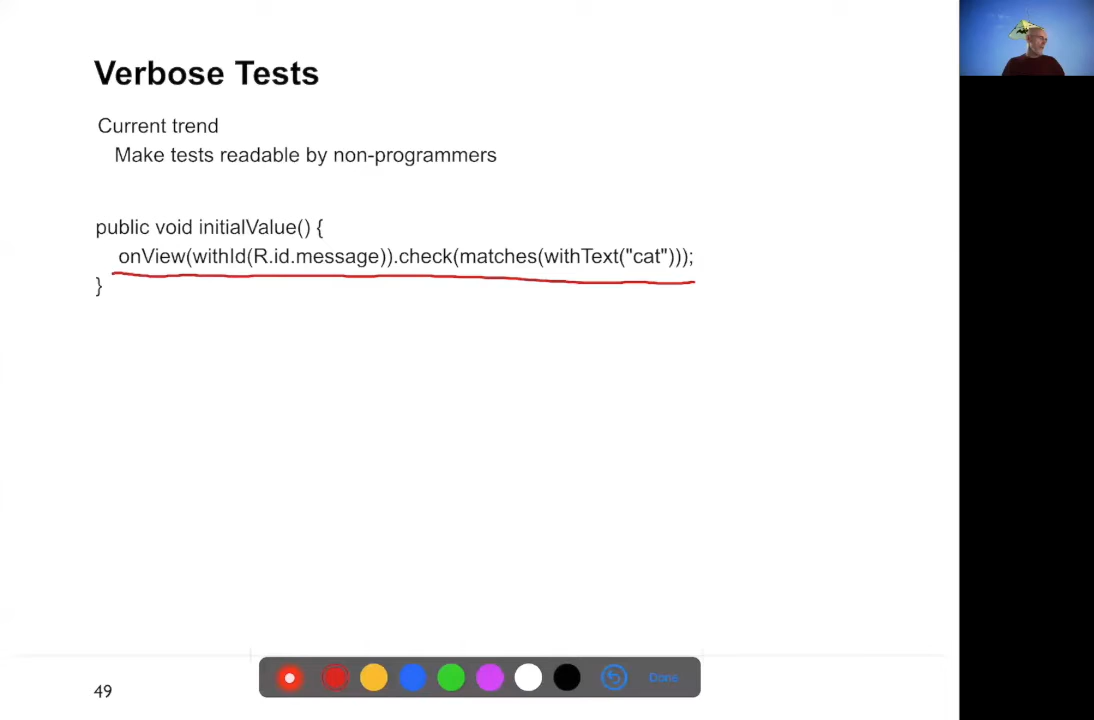 Verbose Tests
Current trend
Make tests readable by non-programmers
public void initialValue() {
onView(withId(R.id.message)).check(matches(withText("cat")));
}
49
Done